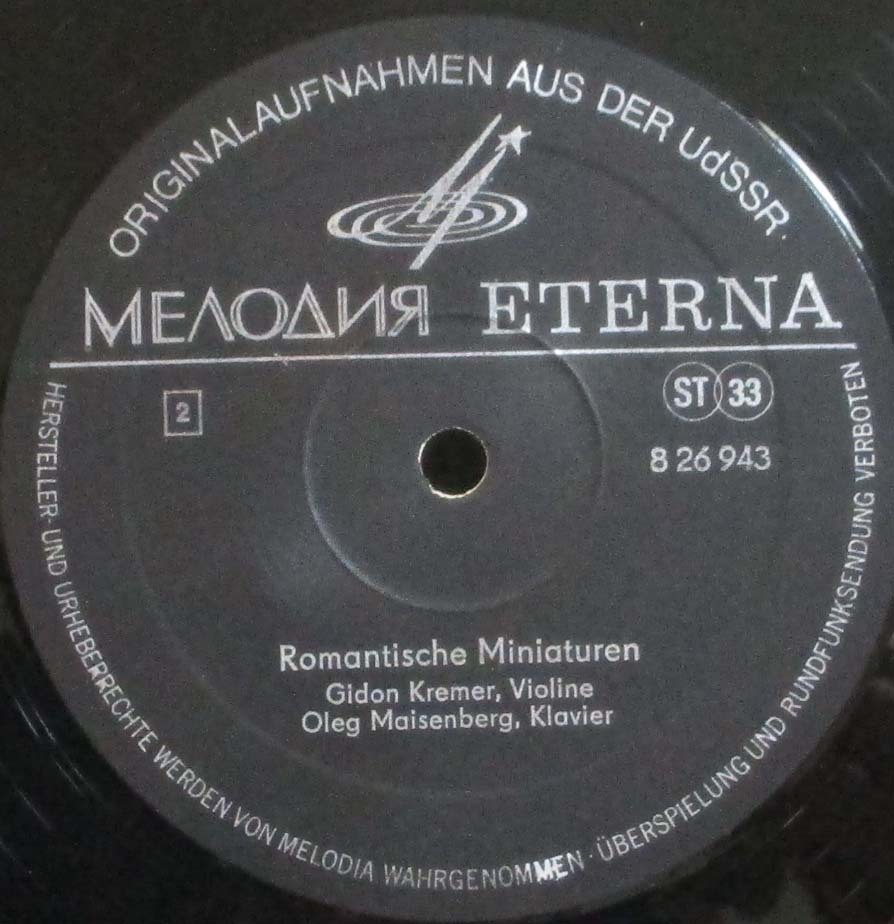 ORIGINALAUFNAHMEN AUS DER UdSSR ·
МЕЛОДИЯ ETERNA
2
ST 33
8 26 943
Romantische Miniaturen
Gidon Kremer, Violine
Oleg Maisenberg, Klavier
HERSTELLER- UND URHEBERRECHTE WERDEN VON MELODIA WAHRGENOMMEN · ÜBERSPIELUNG UND RUNDFUNKSENDUNG VERBOTEN